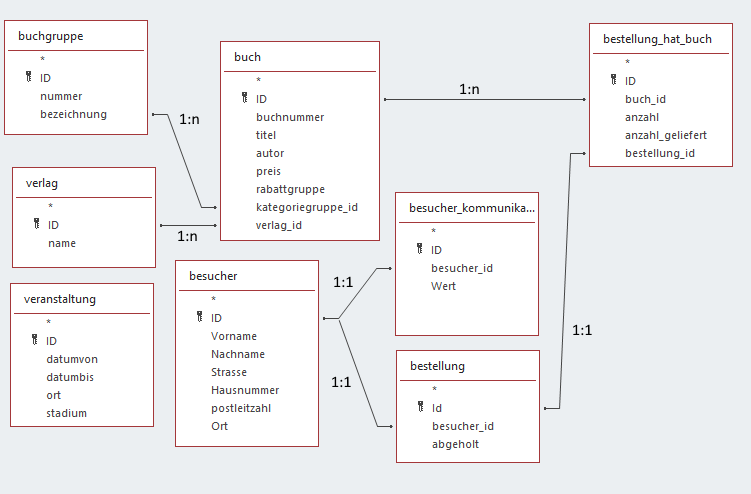 buchgruppe
*
ID
nummer
bezeichnung
1:n
buch
*
ID
buchnummer
titel
autor
preis
rabattgruppe
kategoriegruppe_id
verlag_id
1:n
bestellung_hat_buch
*
ID
buch_id
anzahl
anzahl_geliefert
bestellung_id
verlag
*
ID
name
1:n
besucher_kommunika...
*
ID
besucher_id
Wert
besucher
*
ID
Vorname
Nachname
Strasse
Hausnummer
postleitzahl
Ort
1:1
1:1
veranstaltung
*
ID
datumvon
datumbis
ort
stadium
bestellung
*
Id
besucher_id
abgeholt
1:1